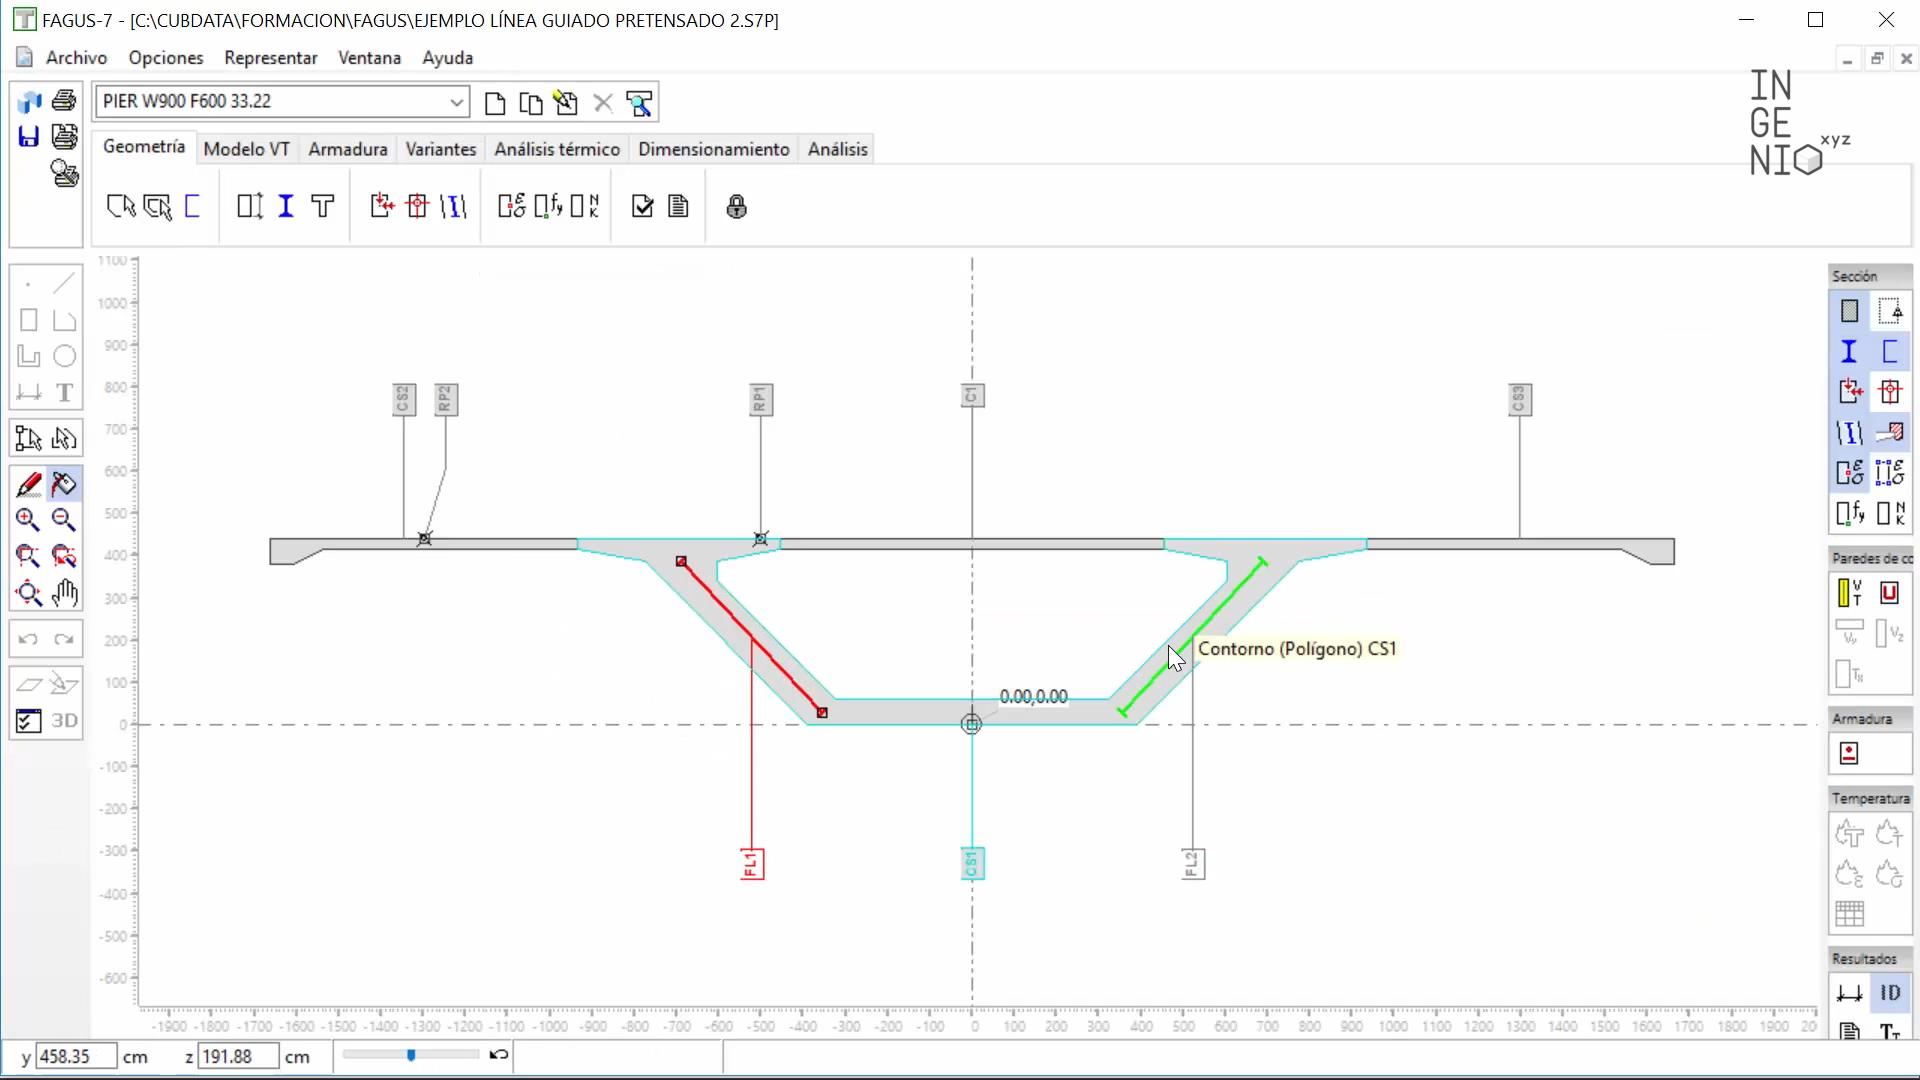 FAGUS-7 - [C:\CUBDATA\FORMACION\FAGUS\EJEMPLO LÍNEA GUIADO PRETENSADO 2.S7P]
Archivo Opciones Representar Ventana Ayuda
IN
GE
NI xyz
PIER W900 F600 33.22
Geometría Modelo VT Armadura Variantes Análisis térmico Dimensionamiento Análisis
1100
1000
900
800
700
600
500
400
300
200
100
0
-100
-200
-300
-400
-500
-600
CS2 RP2 RP1 C1 CS3
Contorno (Polígono) CS1
0.00,0.00
FL1 CS1 FL2
T
3D
-1900 -1800 -1700 -1600 -1500 -1400 -1300 -1200 -1100 -1000 -900 -800 -700 -600 -500 -400 -300 -200 -100 0 100 200 300 400 500 600 700 800 900 1000 1100 1200 1300 1400 1500 1600 1700 1800 1900 20
Sección
Paredes de co
Armadura
Temperatura
Resultados
ID
y 458.35 cm z 191.88 cm